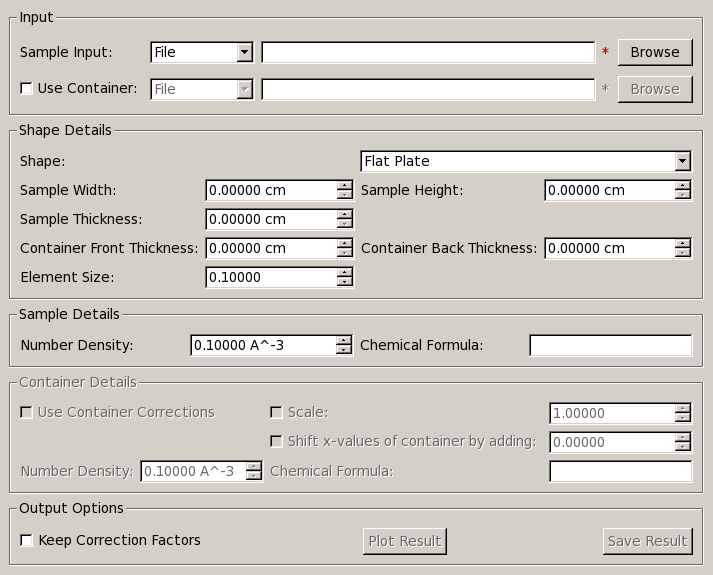 Input
Sample Input: File * Browse
Use Container: File * Browse
Shape Details
Shape: Flat Plate
Sample Width: 0.00000 cm Sample Height: 0.00000 cm
Sample Thickness: 0.00000 cm
Container Front Thickness: 0.00000 cm Container Back Thickness: 0.00000 cm
Element Size: 0.10000
Sample Details
Number Density: 0.10000 A^-3 Chemical Formula:
Container Details
Use Container Corrections Scale: 1.00000
Shift x-values of container by adding: 0.00000
Number Density: 0.10000 A^-3 Chemical Formula:
Output Options
Keep Correction Factors Plot Result Save Result